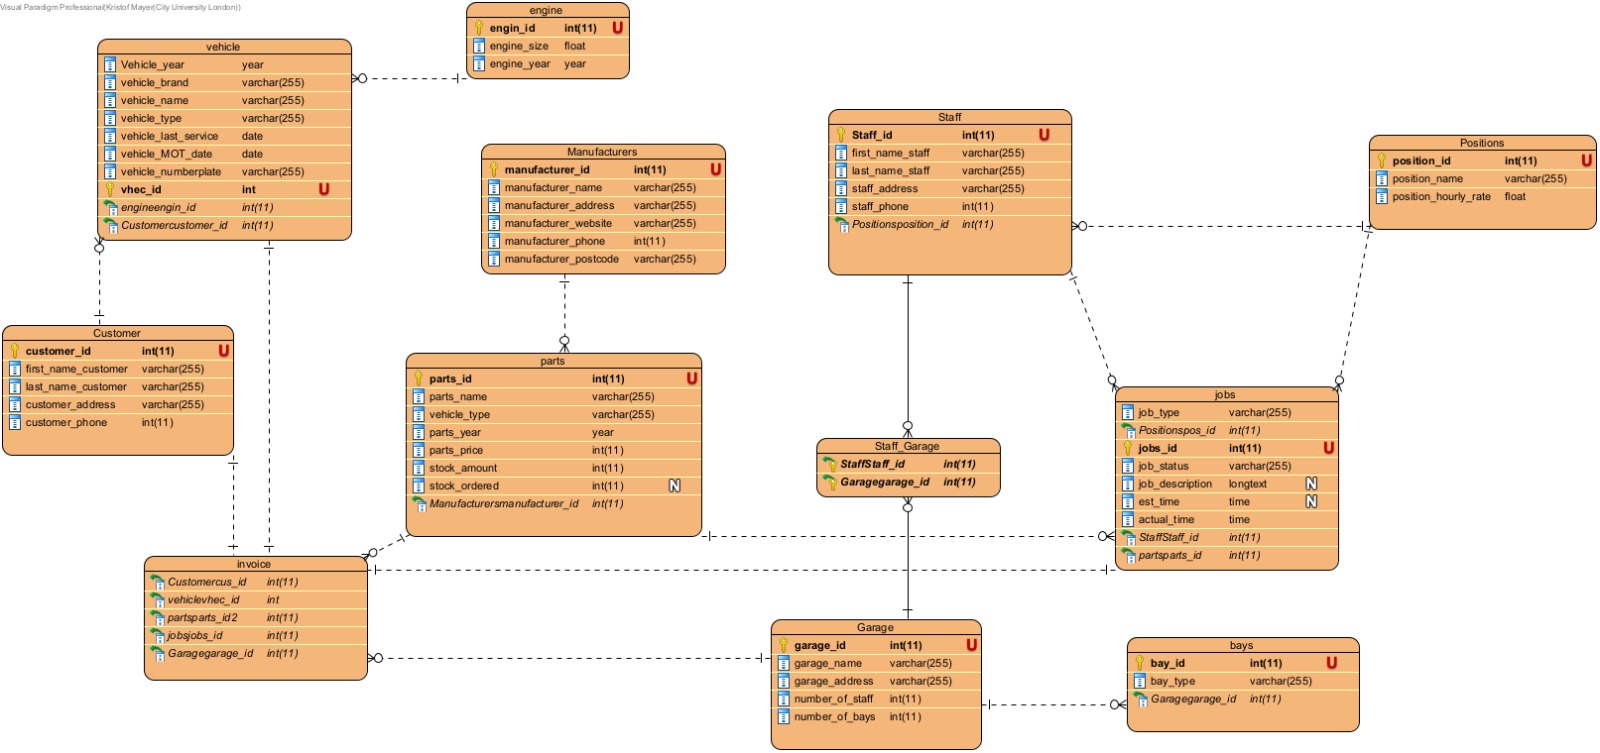 Visual Paradigm Professional(Kristof Mayer(City University London))
engine
engin_id int(11) U
engine_size float
engine_year year
vehicle
Vehicle_year year
vehicle_brand varchar(255)
vehicle_name varchar(255)
vehicle_type varchar(255)
vehicle_last_service date
vehicle_MOT_date date
vehicle_numberplate varchar(255)
vhec_id int U
engineengin_id int(11)
Customercustomer_id int(11)
Manufacturers
manufacturer_id int(11) U
manufacturer_name varchar(255)
manufacturer_address varchar(255)
manufacturer_website varchar(255)
manufacturer_phone int(11)
manufacturer_postcode varchar(255)
Staff
Staff_id int(11) U
first_name_staff varchar(255)
last_name_staff varchar(255)
staff_address varchar(255)
staff_phone int(11)
Positionsposition_id int(11)
Positions
position_id int(11) U
position_name varchar(255)
position_hourly_rate float
Customer
customer_id int(11) U
first_name_customer varchar(255)
last_name_customer varchar(255)
customer_address varchar(255)
customer_phone int(11)
parts
parts_id int(11) U
parts_name varchar(255)
vehicle_type varchar(255)
parts_year year
parts_price int(11)
stock_amount int(11)
stock_ordered int(11) N
Manufacturersmanufacturer_id int(11)
Staff_Garage
StaffStaff_id int(11)
Garagegarage_id int(11)
jobs
job_type varchar(255)
Positionspos_id int(11)
jobs_id int(11) U
job_status varchar(255)
job_description longtext N
est_time time N
actual_time time
StaffStaff_id int(11)
partsparts_id int(11)
invoice
Customercus_id int(11)
vehiclevhec_id int
partsparts_id2 int(11)
jobsjobs_id int(11)
Garagegarage_id int(11)
Garage
garage_id int(11) U
garage_name varchar(255)
garage_address varchar(255)
number_of_staff int(11)
number_of_bays int(11)
bays
bay_id int(11) U
bay_type varchar(255)
Garagegarage_id int(11)